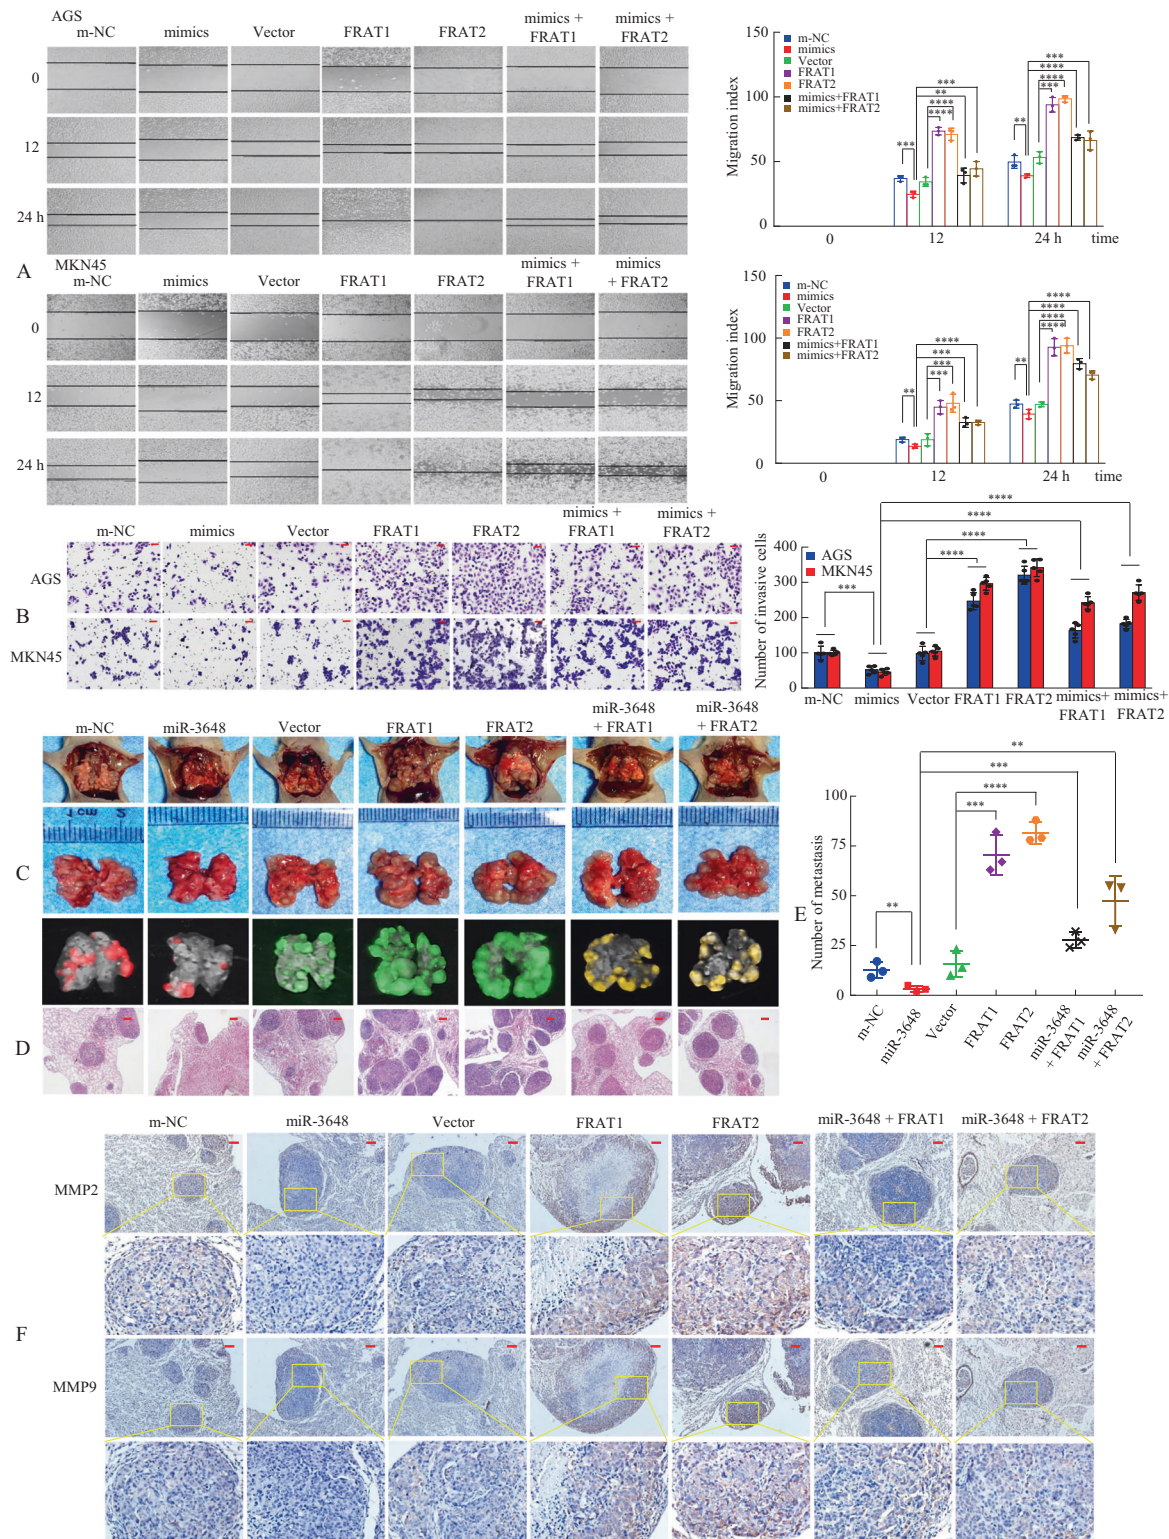 AGS
m-NC mimics Vector FRAT1 FRAT2 mimics + FRAT1 mimics + FRAT2
0
12
24 h
A
MKN45
m-NC mimics Vector FRAT1 FRAT2 mimics + FRAT1 mimics + FRAT2
0
12
24 h
150
100
50
0
Migration index
m-NC
mimics
Vector
FRAT1
FRAT2
mimics+FRAT1
mimics+FRAT2
***
**
****
****
***
***
****
****
***
**
0 12 24 h time
150
100
50
0
Migration index
m-NC
mimics
Vector
FRAT1
FRAT2
mimics+FRAT1
mimics+FRAT2
****
***
***
***
**
****
****
****
****
**
0 12 24 h time
m-NC mimics Vector FRAT1 FRAT2 mimics + FRAT1 mimics + FRAT2
AGS
B
MKN45
400
300
200
100
0
Number of invasive cells
AGS
MKN45
****
****
****
****
***
m-NC mimics Vector FRAT1 FRAT2 mimics+ FRAT1 mimics+ FRAT2
m-NC miR-3648 Vector FRAT1 FRAT2 miR-3648 + FRAT1 miR-3648 + FRAT2
1 cm 2
C
D
E
100
75
50
25
0
Number of metastasis
**
***
****
***
**
m-NC miR-3648 Vector FRAT1 FRAT2 miR-3648 + FRAT1 miR-3648 + FRAT2
m-NC miR-3648 Vector FRAT1 FRAT2 miR-3648 + FRAT1 miR-3648 + FRAT2
MMP2
F
MMP9